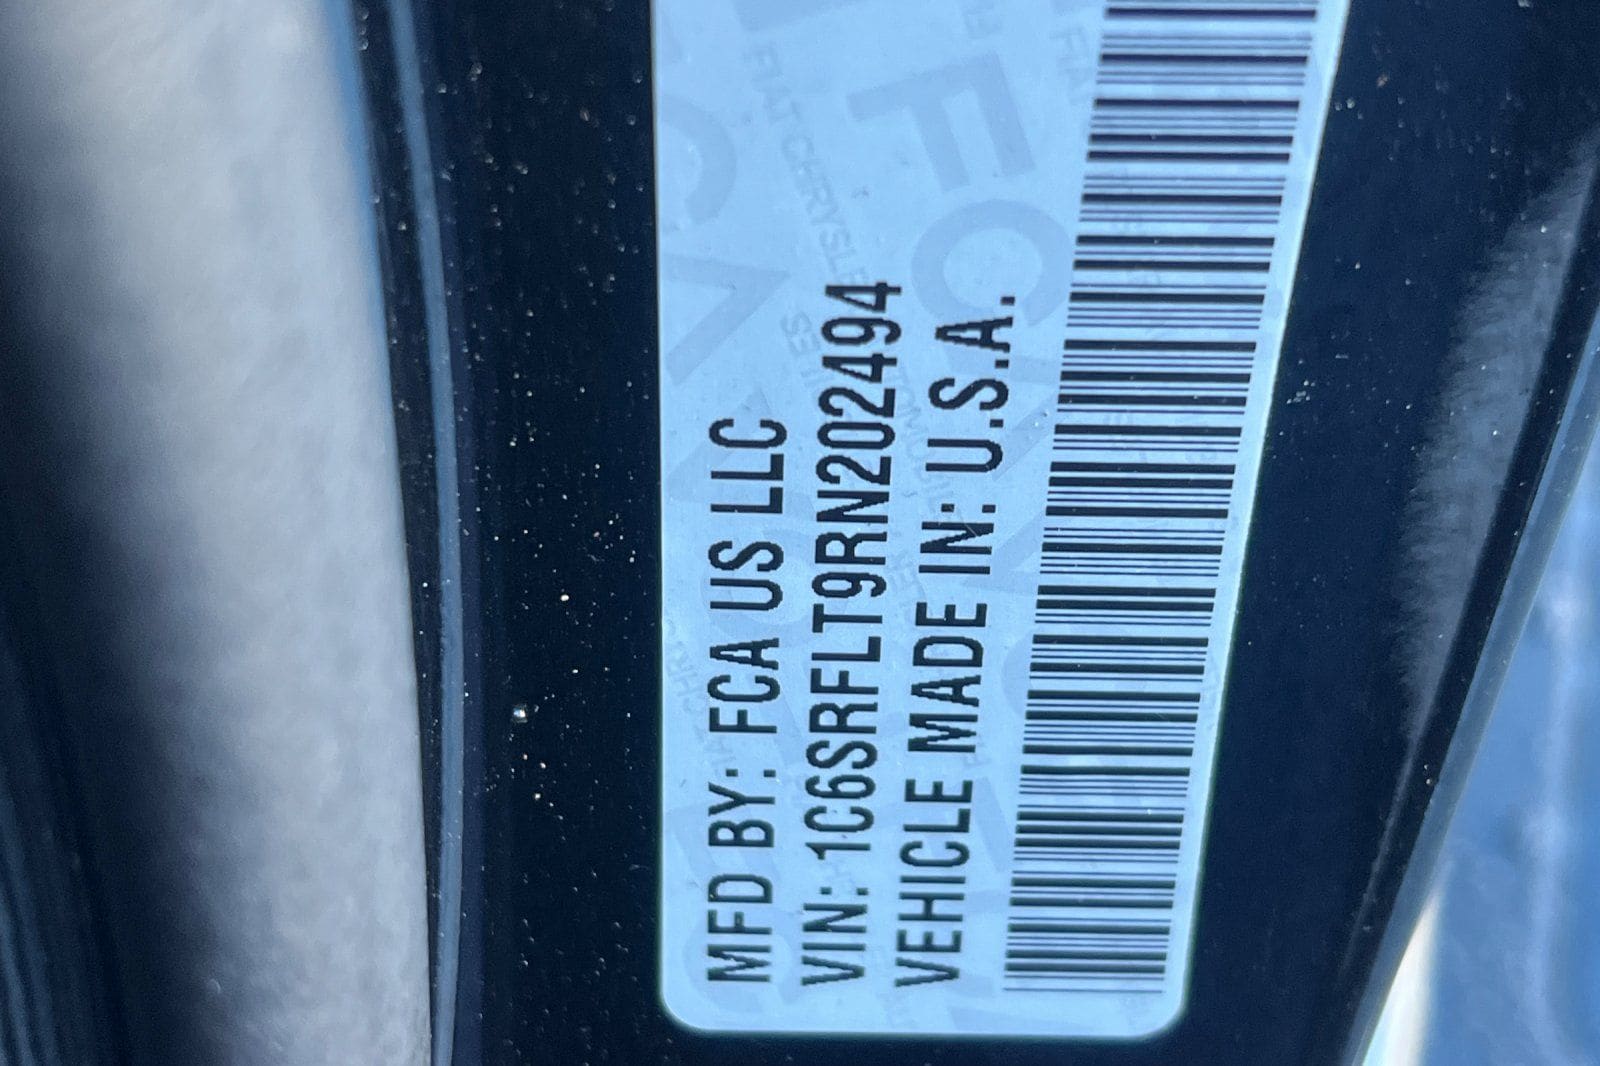 MFD BY: FCA US LLC
VIN: 1C6SRFLT9RN202494
VEHICLE MADE IN: U.S.A.